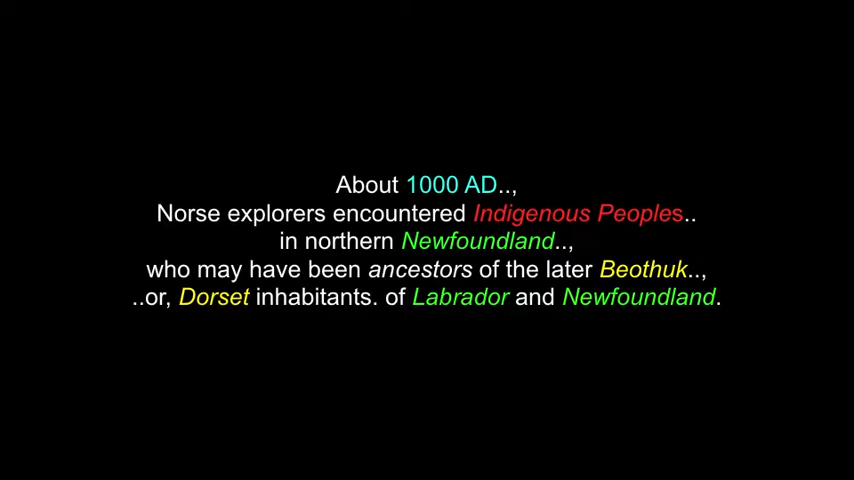 About 1000 AD..,
Norse explorers encountered Indigenous Peoples..
in northern Newfoundland..,
who may have been ancestors of the later Beothuk..,
..or, Dorset inhabitants. of Labrador and Newfoundland.